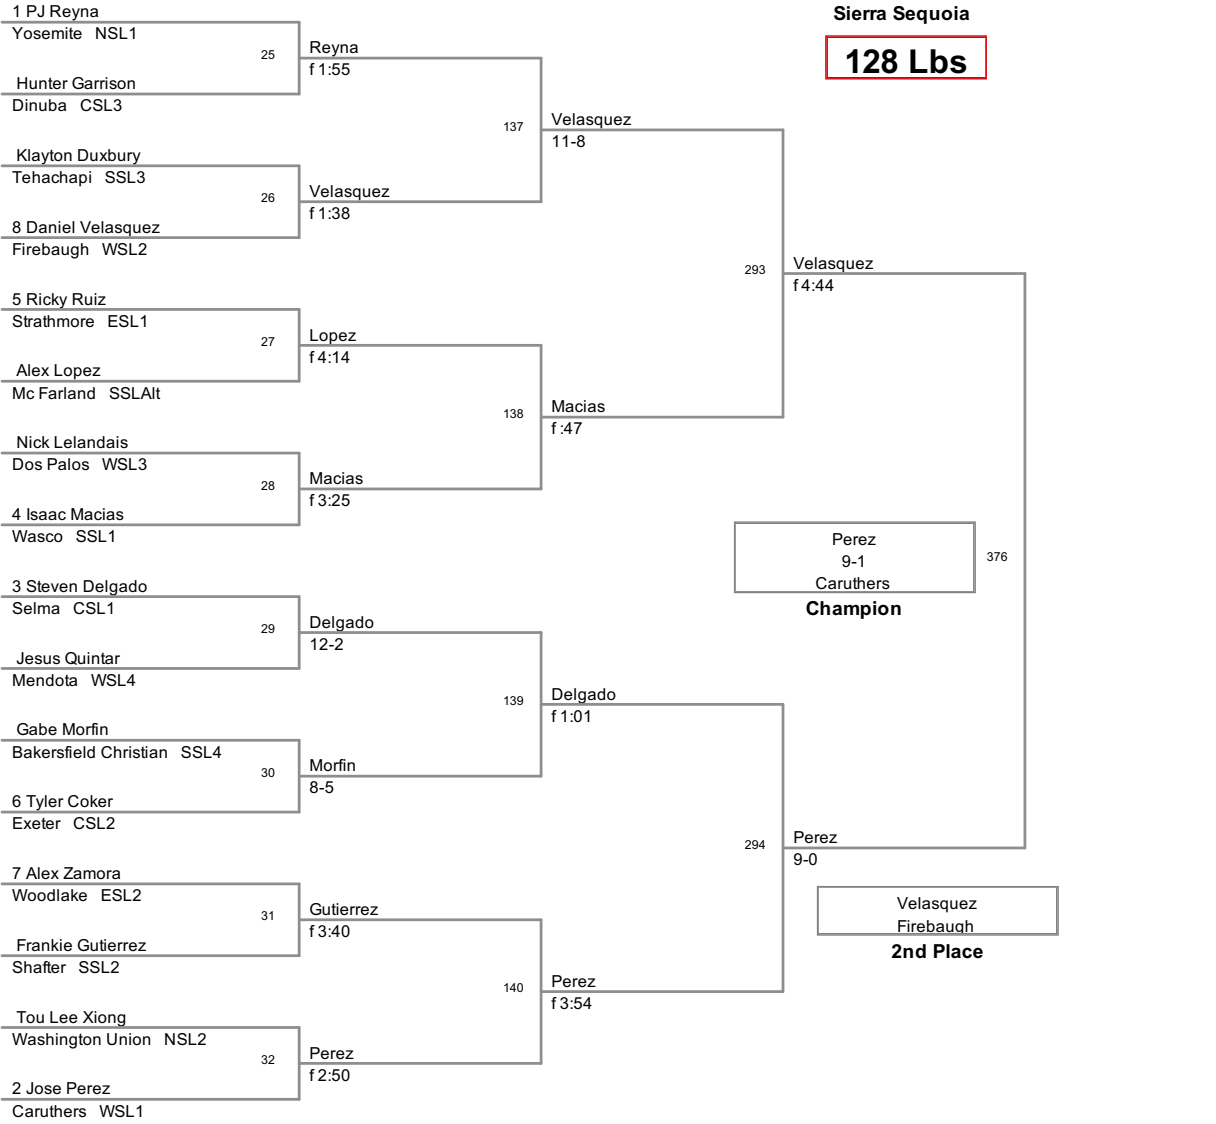 Sierra Sequoia
128 Lbs
1 PJ Reyna
Yosemite NSL1
25
Hunter Garrison
Dinuba CSL3
Klayton Duxbury
Tehachapi SSL3
26
8 Daniel Velasquez
Firebaugh WSL2
5 Ricky Ruiz
Strathmore ESL1
27
Alex Lopez
Mc Farland SSLAlt
Nick Lelandais
Dos Palos WSL3
28
4 Isaac Macias
Wasco SSL1
3 Steven Delgado
Selma CSL1
29
Jesus Quintar
Mendota WSL4
Gabe Morfin
Bakersfield Christian SSL4
30
6 Tyler Coker
Exeter CSL2
7 Alex Zamora
Woodlake ESL2
31
Frankie Gutierrez
Shafter SSL2
Tou Lee Xiong
Washington Union NSL2
32
2 Jose Perez
Caruthers WSL1
Reyna
f 1:55
137
Velasquez
f 1:38
Lopez
f 4:14
138
Macias
f 3:25
Delgado
12-2
139
Morfin
8-5
Gutierrez
f 3:40
140
Perez
f 2:50
Velasquez
11-8
293
Macias
f :47
Delgado
f 1:01
294
Perez
f 3:54
Velasquez
f 4:44
376
Perez
9-0
Perez
9-1
Caruthers
Champion
Velasquez
Firebaugh
2nd Place